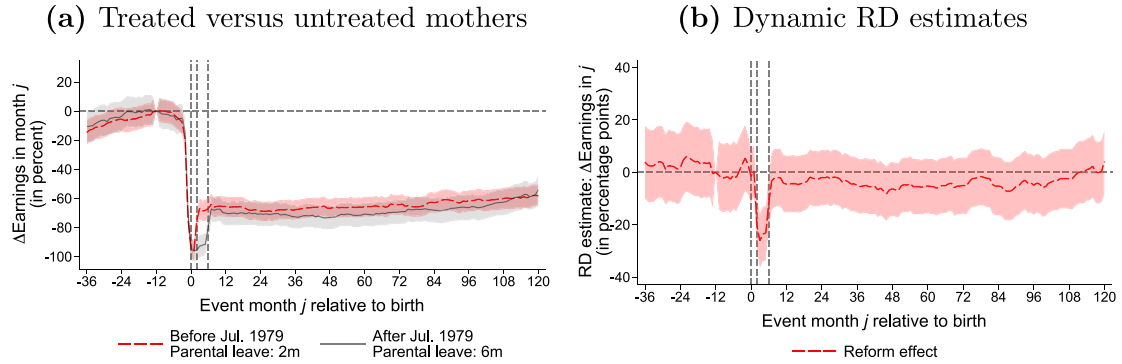 (a) Treated versus untreated mothers
ΔEarnings in month j
(in percent)
20
0
-20
-40
-60
-80
-100
-36 -24 -12 0 12 24 36 48 60 72 84 96 108 120
Event month j relative to birth
Before Jul. 1979
Parental leave: 2m
After Jul. 1979
Parental leave: 6m
(b) Dynamic RD estimates
RD estimate: ΔEarnings in j
(in percentage points)
40
20
0
-20
-40
-36 -24 -12 0 12 24 36 48 60 72 84 96 108 120
Event month j relative to birth
Reform effect